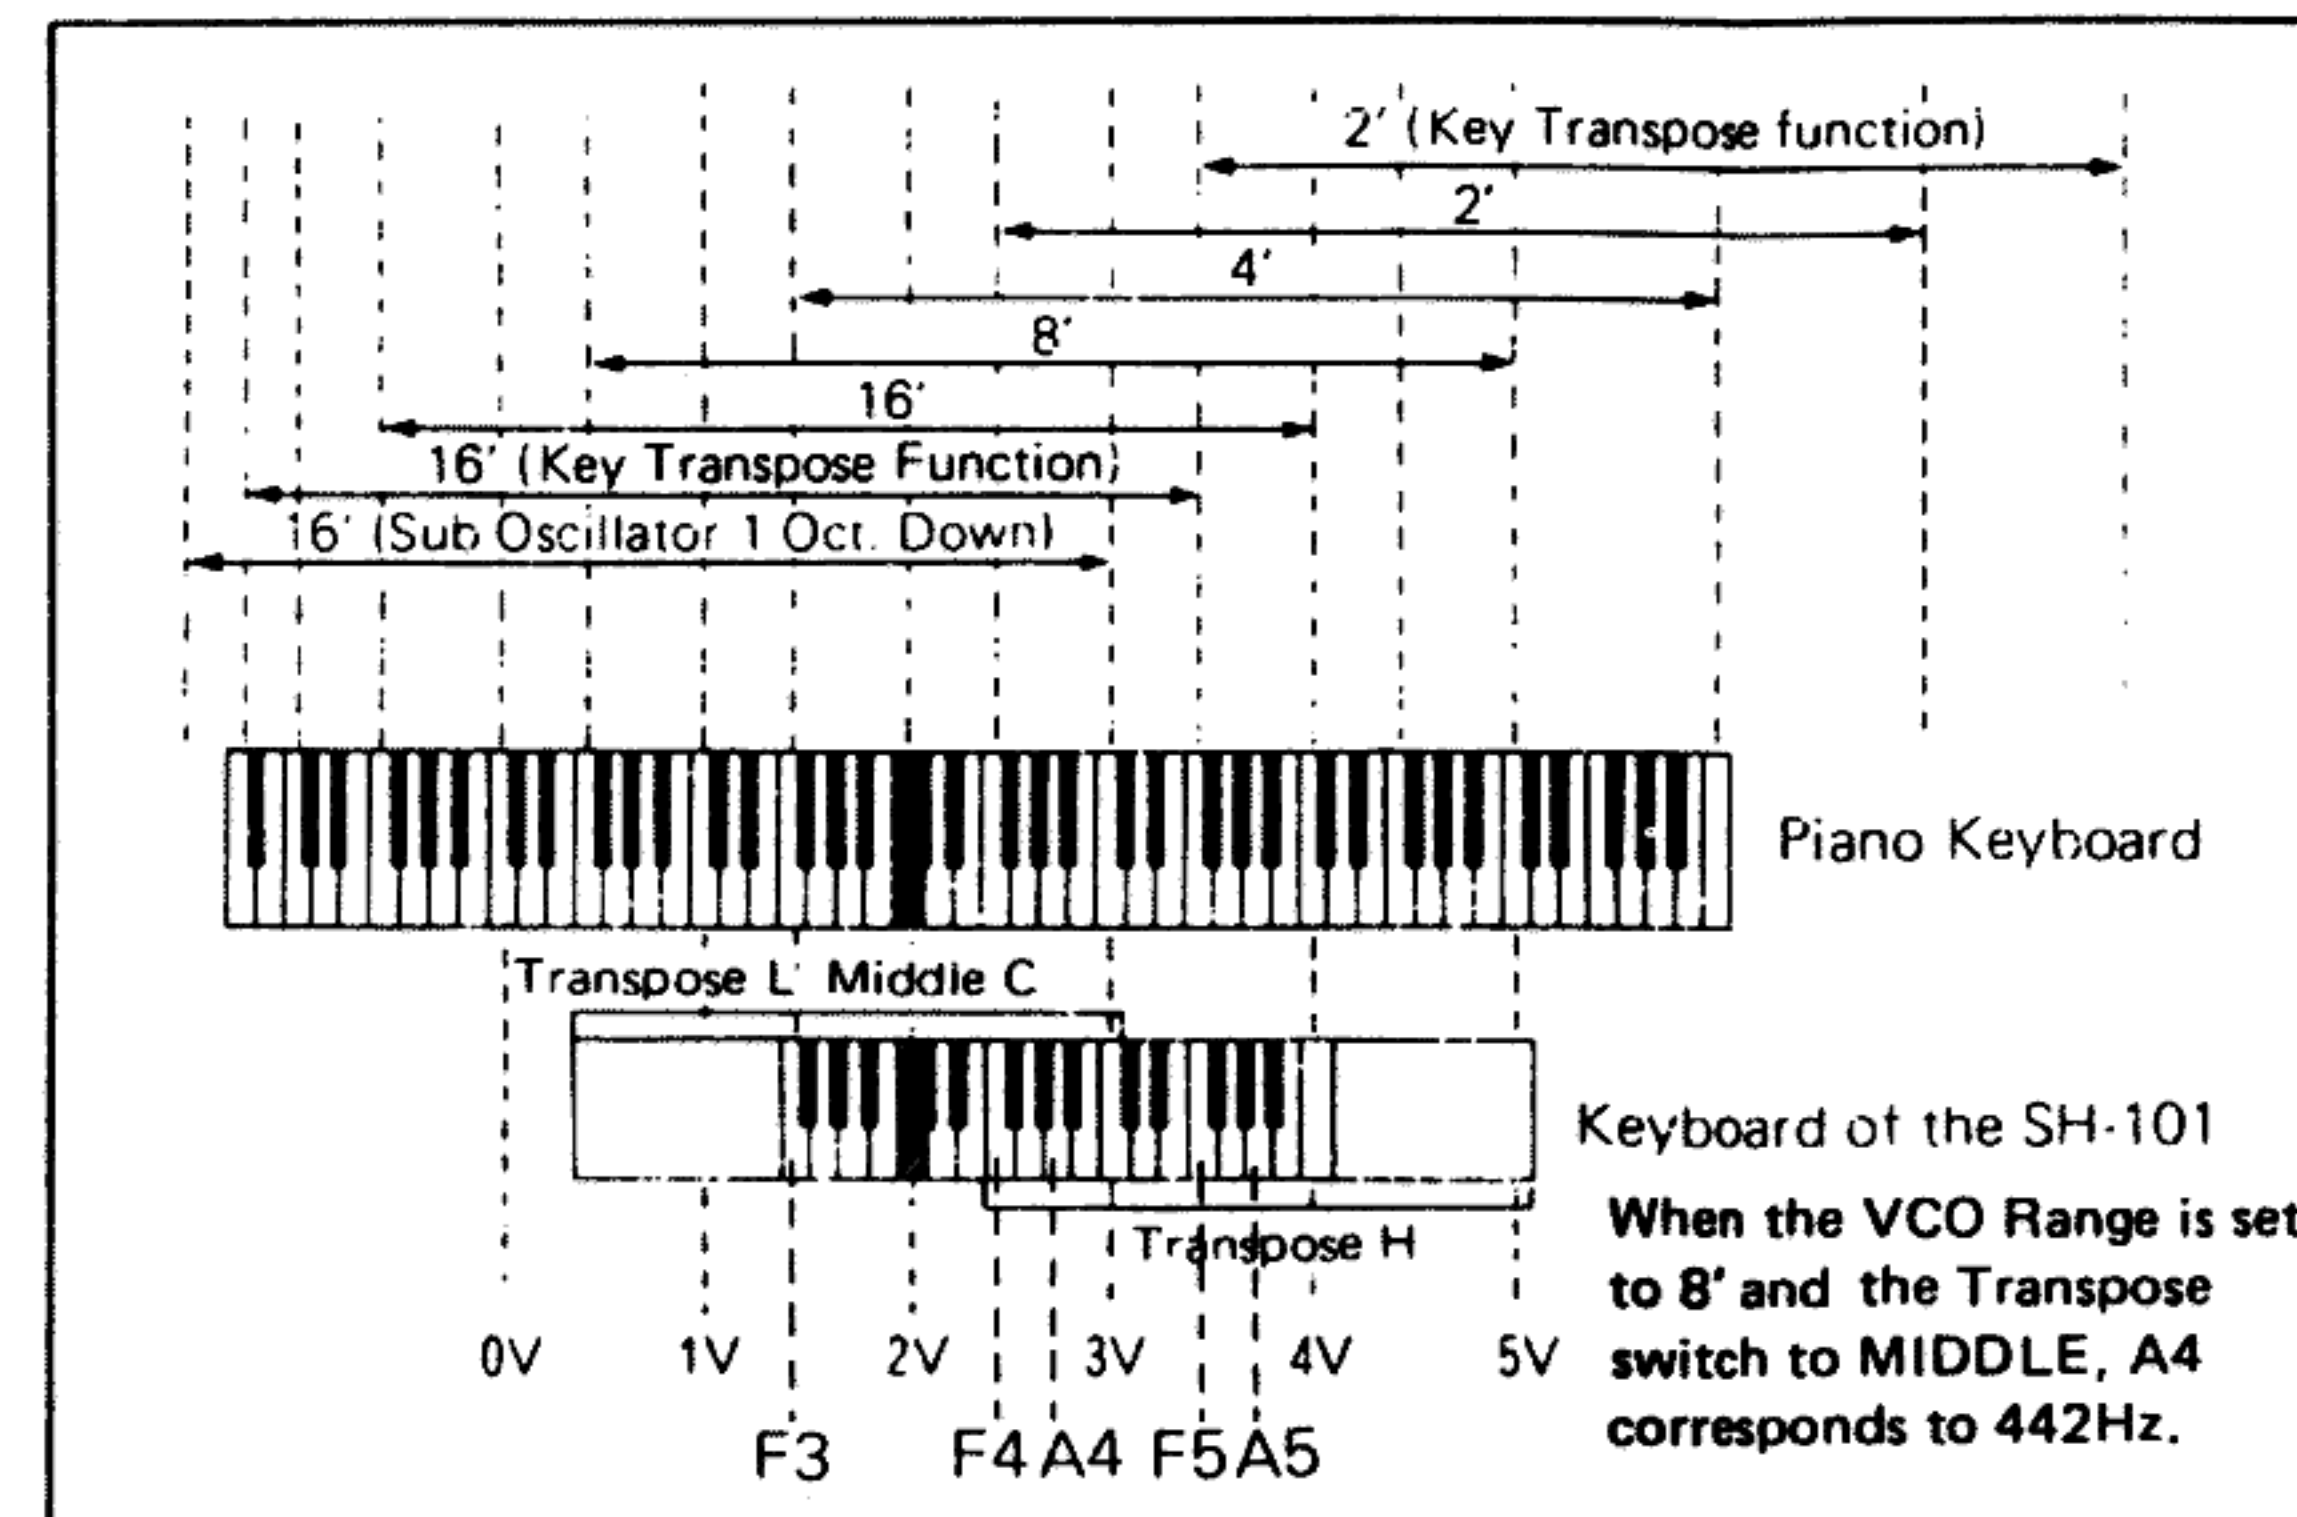 2' (Key Transpose function)
2'
4'
8'
16'
16' (Key Transpose Function)
16' (Sub Oscillator 1 Oct. Down)
Piano Keyboard
Transpose L Middle C
Keyboard of the SH-101
Transpose H
When the VCO Range is set
to 8' and the Transpose
switch to MIDDLE, A4
corresponds to 442Hz.
0V 1V 2V 3V 4V 5V
F3 F4 A4 F5 A5